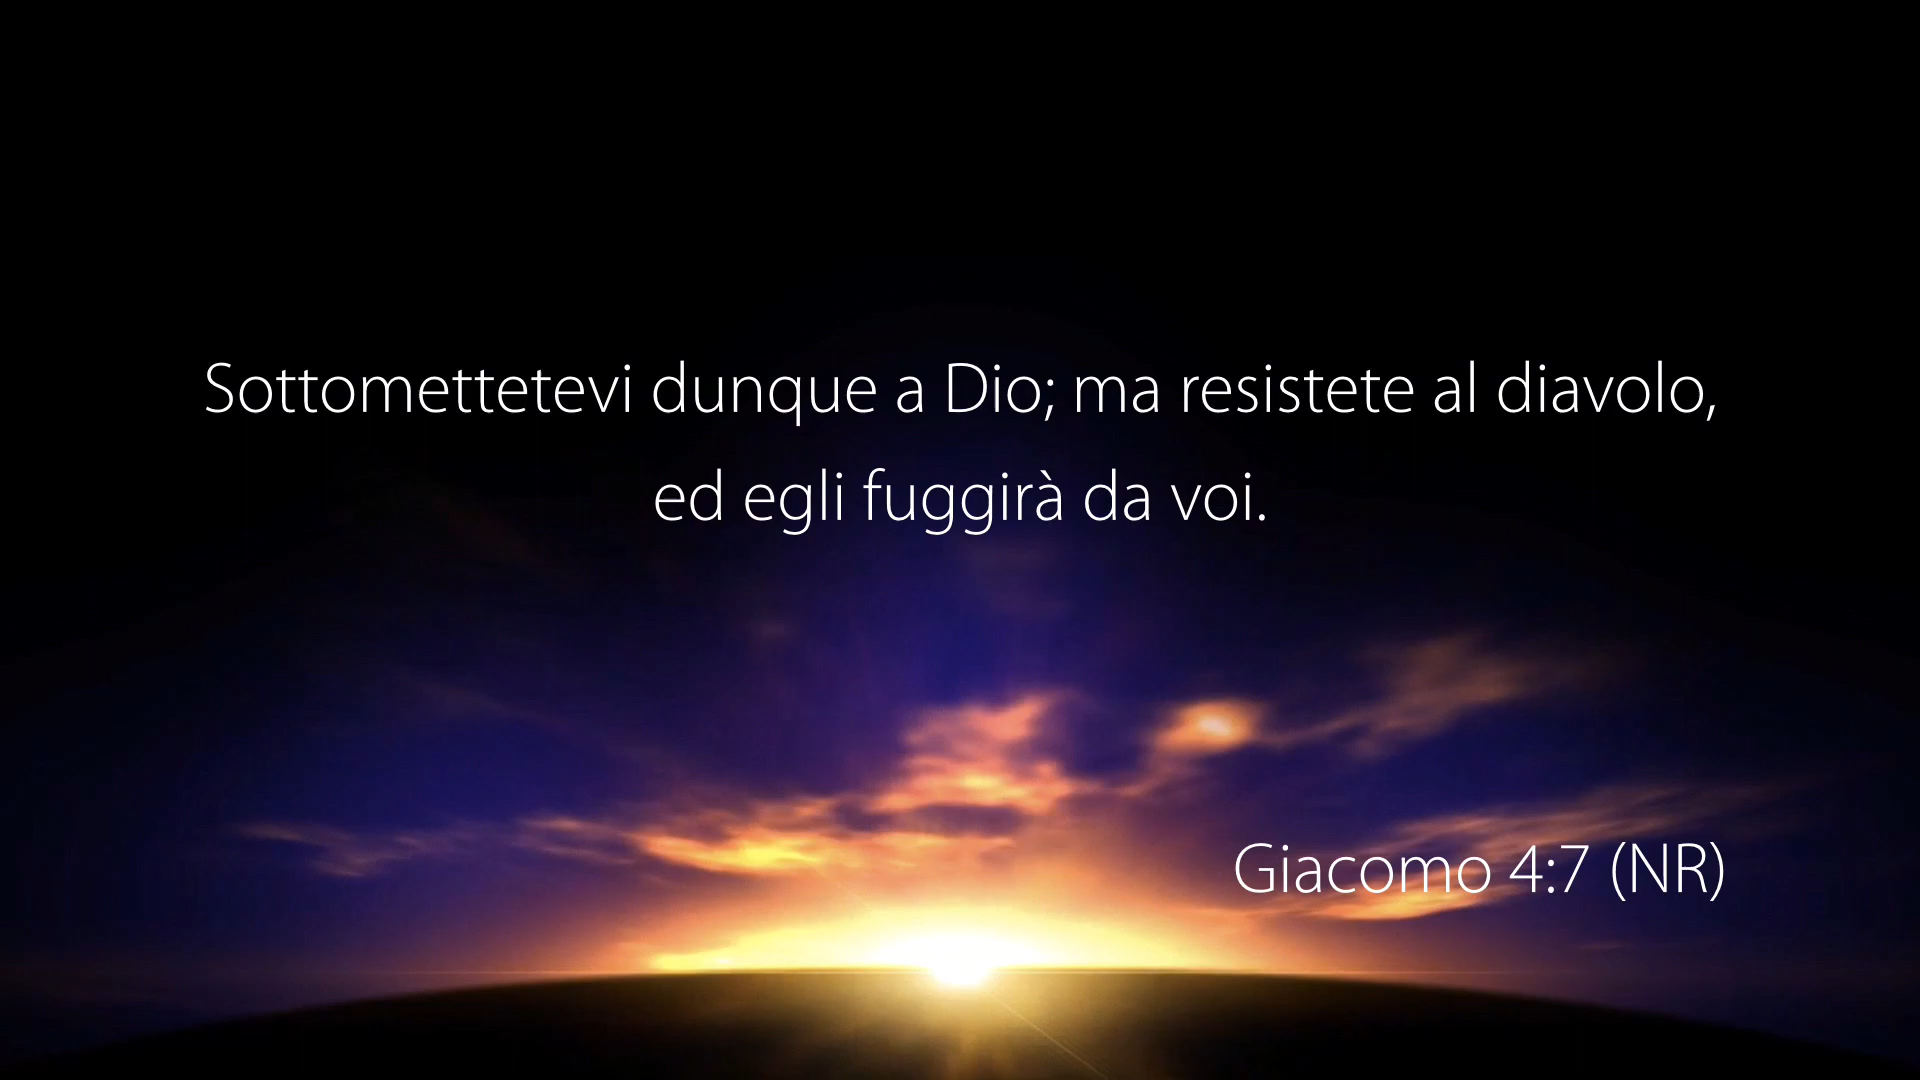 Sottomettetevi dunque a Dio; ma resistete al diavolo,
ed egli fuggirà da voi.
Giacomo 4:7 (NR)